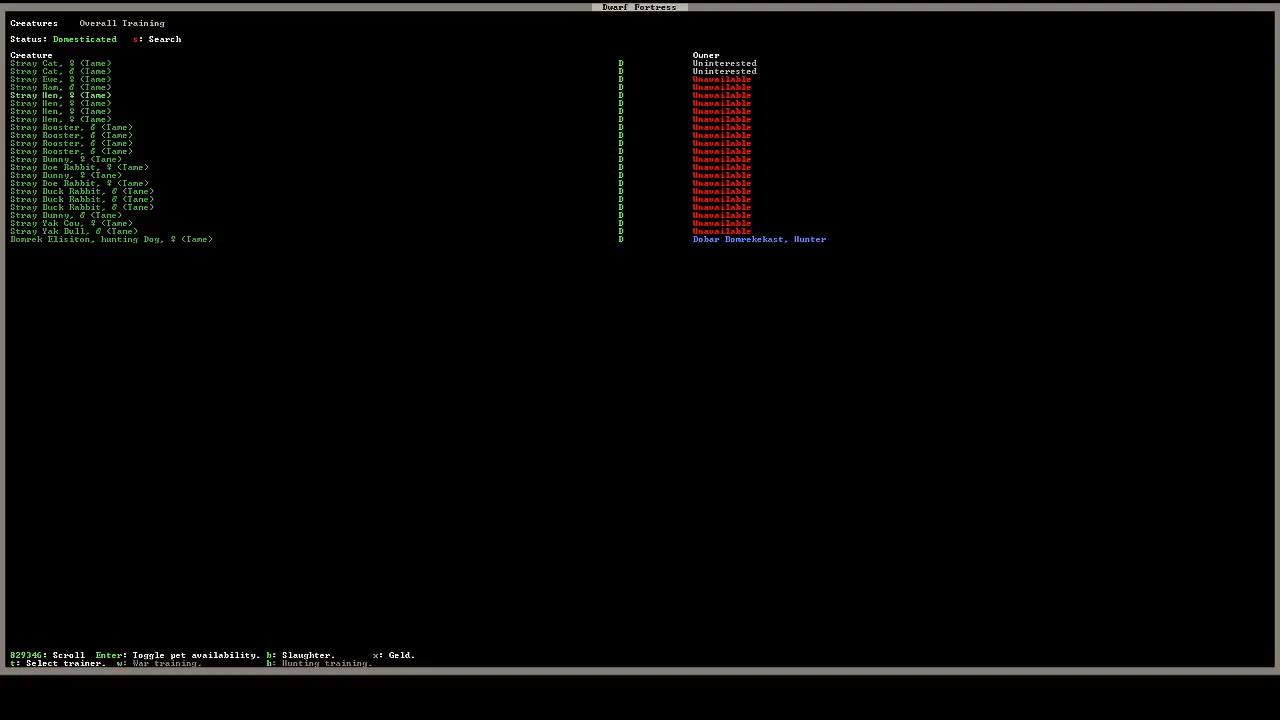 Dwarf Fortress
Creatures Overall Training
Status: Domesticated s: Search
Creature Owner
Stray Cat, ♀ (Tame) D Uninterested
Stray Cat, ♂ (Tame) D Uninterested
Stray Ewe, ♀ (Tame) D Unavailable
Stray Ram, ♂ (Tame) D Unavailable
Stray Hen, ♀ (Tame) D Unavailable
Stray Hen, ♀ (Tame) D Unavailable
Stray Hen, ♀ (Tame) D Unavailable
Stray Hen, ♀ (Tame) D Unavailable
Stray Rooster, ♂ (Tame) D Unavailable
Stray Rooster, ♂ (Tame) D Unavailable
Stray Rooster, ♂ (Tame) D Unavailable
Stray Rooster, ♂ (Tame) D Unavailable
Stray Bunny, ♀ (Tame) D Unavailable
Stray Doe Rabbit, ♀ (Tame) D Unavailable
Stray Bunny, ♀ (Tame) D Unavailable
Stray Doe Rabbit, ♀ (Tame) D Unavailable
Stray Buck Rabbit, ♂ (Tame) D Unavailable
Stray Buck Rabbit, ♂ (Tame) D Unavailable
Stray Buck Rabbit, ♂ (Tame) D Unavailable
Stray Bunny, ♂ (Tame) D Unavailable
Stray Yak Cow, ♀ (Tame) D Unavailable
Stray Yak Bull, ♂ (Tame) D Unavailable
Domrek Elisiton, hunting Dog, ♀ (Tame) D Dobar Bomrekekast, Hunter
829346: Scroll Enter: Toggle pet availability. b: Slaughter. x: Geld.
t: Select trainer. w: War training. h: Hunting training.